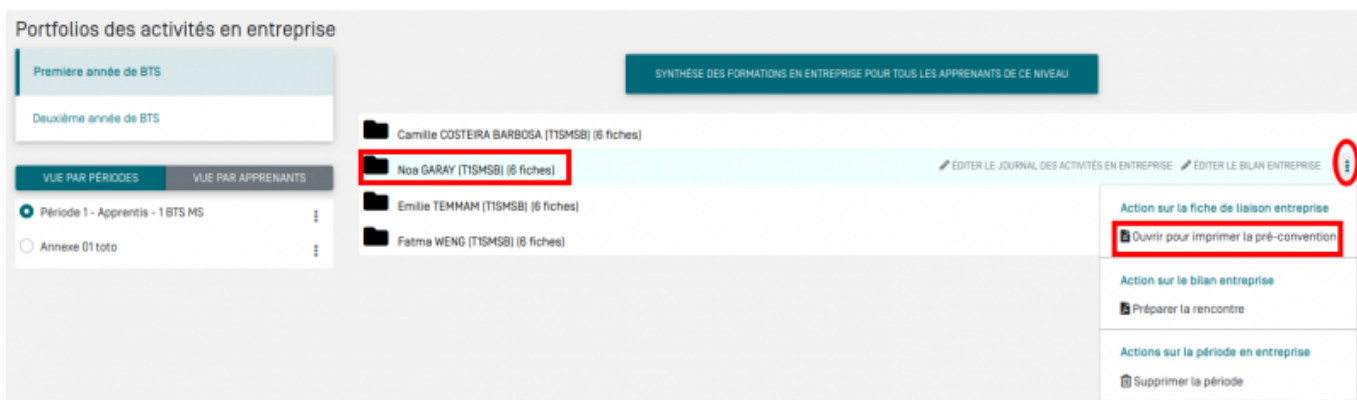 Portfolios des activités en entreprise
Première année de BTS
Deuxième année de BTS
VUE PAR PÉRIODES
VUE PAR APPRENANTS
Période 1 - Apprentis - 1 BTS MS
Annexe 01 toto
SYNTHÈSE DES FORMATIONS EN ENTREPRISE POUR TOUS LES APPRENANTS DE CE NIVEAU
Camille COSTEIRA BARBOSA (T1SMSB) (6 fiches)
Noa GARAY (T1SMSB) (6 fiches)
ÉDITER LE JOURNAL DES ACTIVITÉS EN ENTREPRISE
ÉDITER LE BILAN ENTREPRISE
Emilie TEMMAM (T1SMSB) (6 fiches)
Fatma WENG (T1SMSB) (6 fiches)
Action sur la fiche de liaison entreprise
Ouvrir pour imprimer la pré-convention
Action sur le bilan entreprise
Préparer la rencontre
Actions sur la période en entreprise
Supprimer la période